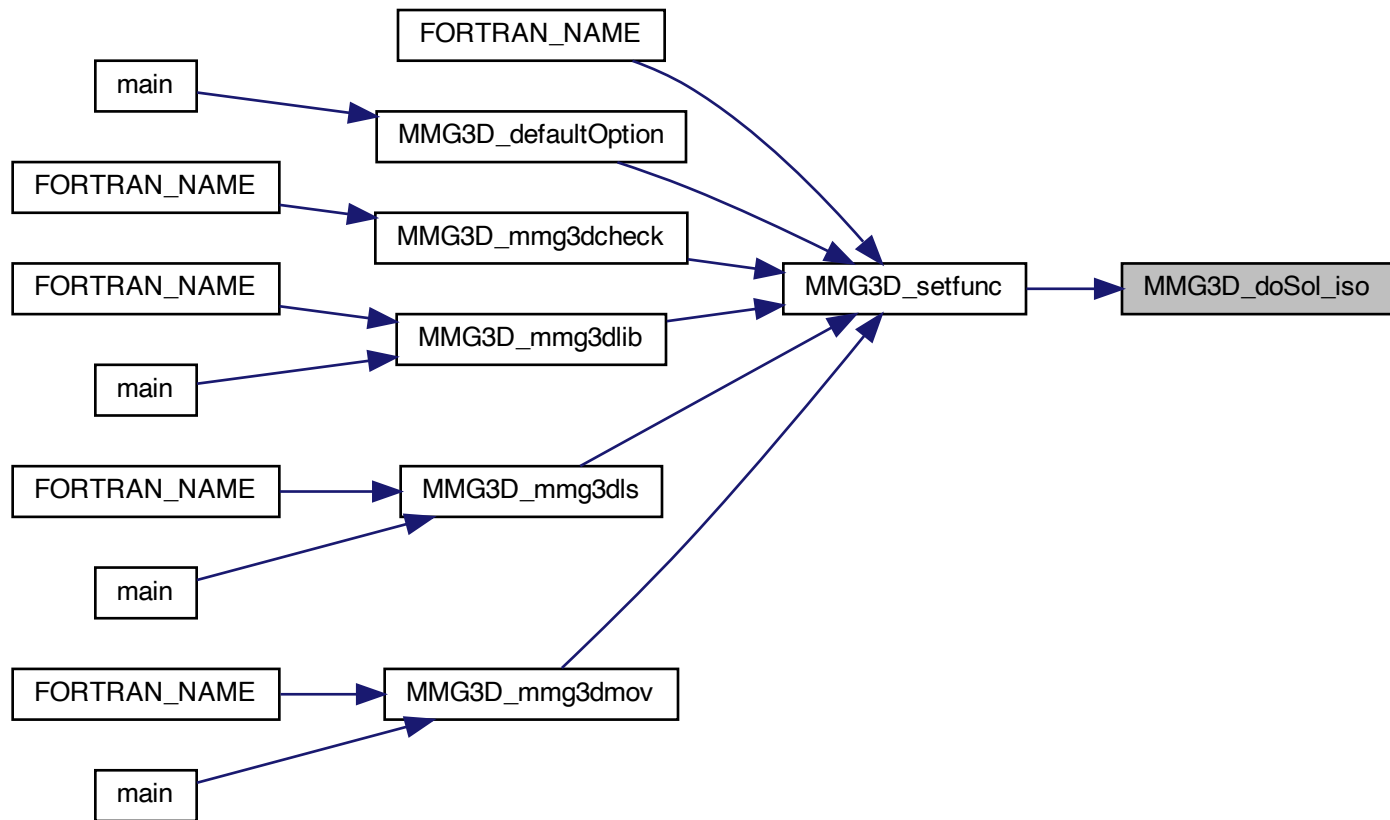 FORTRAN_NAME
main
MMG3D_defaultOption
FORTRAN_NAME
MMG3D_mmg3dcheck
FORTRAN_NAME
MMG3D_setfunc
MMG3D_doSol_iso
MMG3D_mmg3dlib
main
FORTRAN_NAME
MMG3D_mmg3dls
main
FORTRAN_NAME
MMG3D_mmg3dmov
main